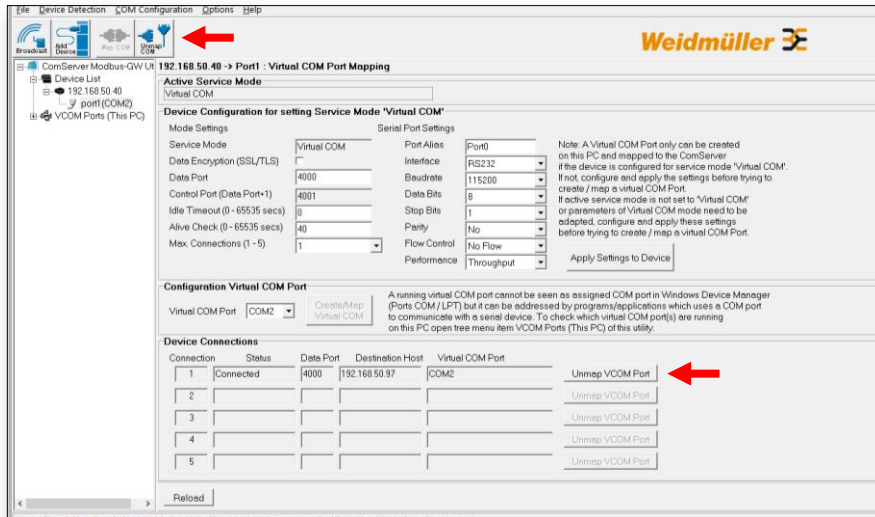 File Device Detection COM Configuration Options Help
Broadcast Add Device Map COM Unmap COM
Weidmüller
ComServer Modbus-GW Ut
Device List
192.168.50.40
port1(COM2)
VCOM Ports (This PC)
192.168.50.40 -> Port1 : Virtual COM Port Mapping
Active Service Mode
Virtual COM
Device Configuration for setting Service Mode 'Virtual COM'
Mode Settings
Service Mode Virtual COM
Data Encryption (SSL/TLS)
Data Port 4000
Control Port (Data Port+1) 4001
Idle Timeout (0 - 65535 secs) 0
Alive Check (0 - 65535 secs) 40
Max. Connections (1 - 5) 1
Serial Port Settings
Port Alias Port0
Interface RS232
Baudrate 115200
Data Bits 8
Stop Bits 1
Parity No
Flow Control No Flow
Performance Throughput
Note: A Virtual COM Port only can be created
on this PC and mapped to the ComServer
if the device is configured for service mode 'Virtual COM'.
If not, configure and apply the settings before trying to
create / map a virtual COM Port.
If active service mode is not set to 'Virtual COM'
or parameters of Virtual COM mode need to be
adapted, configure and apply these settings
before trying to create / map a virtual COM Port.
Apply Settings to Device
Configuration Virtual COM Port
Virtual COM Port COM2
Create/Map
Virtual COM
A running virtual COM port cannot be seen as assigned COM port in Windows Device Manager
(Ports COM / LPT) but it can be addressed by programs/applications which uses a COM port
to communicate with a serial device. To check which virtual COM port(s) are running
on this PC open tree menu item VCOM Ports (This PC) of this utility.
Device Connections
Connection Status Data Port Destination Host Virtual COM Port
1 Connected 4000 192.168.50.97 COM2 Unmap VCOM Port
2 Unmap VCOM Port
3 Unmap VCOM Port
4 Unmap VCOM Port
5 Unmap VCOM Port
Reload